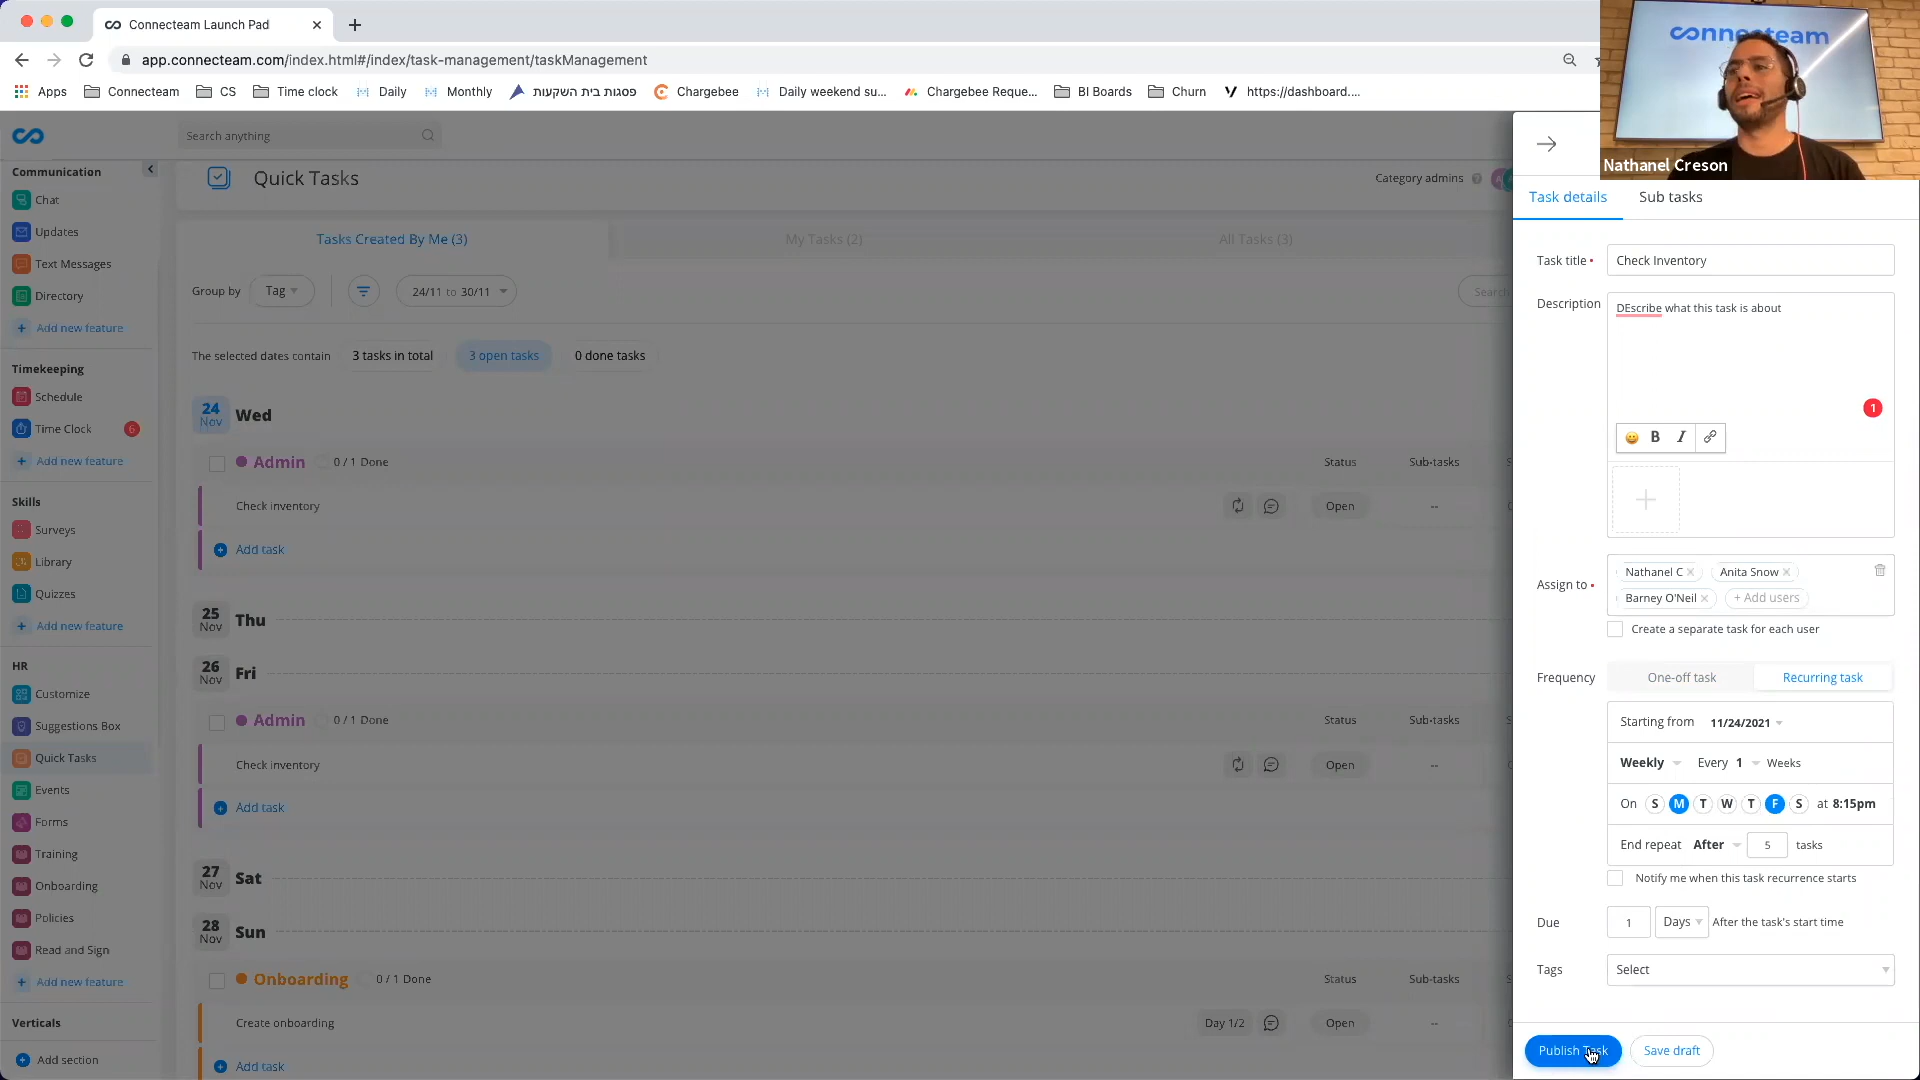 Connecteam Launch Pad
app.connecteam.com/index.html#/index/task-management/taskManagement
Apps
Connecteam
CS
Time clock
Daily
Monthly
פסגות בית השקעות
Chargebee
Daily weekend su...
Chargebee Reque...
BI Boards
Churn
https://dashboard....
connecteam
Nathanel Creson
Search anything
Communication
Chat
Updates
Text Messages
Directory
+ Add new feature
Timekeeping
Schedule
Time Clock 6
+ Add new feature
Skills
Surveys
Library
Quizzes
+ Add new feature
HR
Customize
Suggestions Box
Quick Tasks
Events
Forms
Training
Onboarding
Policies
Read and Sign
+ Add new feature
Verticals
Add section
Quick Tasks
Category admins
Tasks Created By Me (3)
My Tasks (2)
All Tasks (3)
Group by Tag 24/11 to 30/11
Search
The selected dates contain 3 tasks in total 3 open tasks 0 done tasks
24 Nov Wed
Admin 0 / 1 Done Status Sub-tasks
Check inventory Open --
Add task
25 Nov Thu
26 Nov Fri
Admin 0 / 1 Done Status Sub-tasks
Check inventory Open --
Add task
27 Nov Sat
28 Nov Sun
Onboarding 0 / 1 Done Status Sub-tasks
Create onboarding Day 1/2 Open --
Add task
Task details Sub tasks
Task title Check Inventory
Description DEscribe what this task is about
1
B I
Assign to Nathanel C Anita Snow
Barney O'Neil + Add users
Create a separate task for each user
Frequency One-off task Recurring task
Starting from 11/24/2021
Weekly Every 1 Weeks
On S M T W T F S at 8:15pm
End repeat After 5 tasks
Notify me when this task recurrence starts
Due 1 Days After the task's start time
Tags Select
Publish Task Save draft